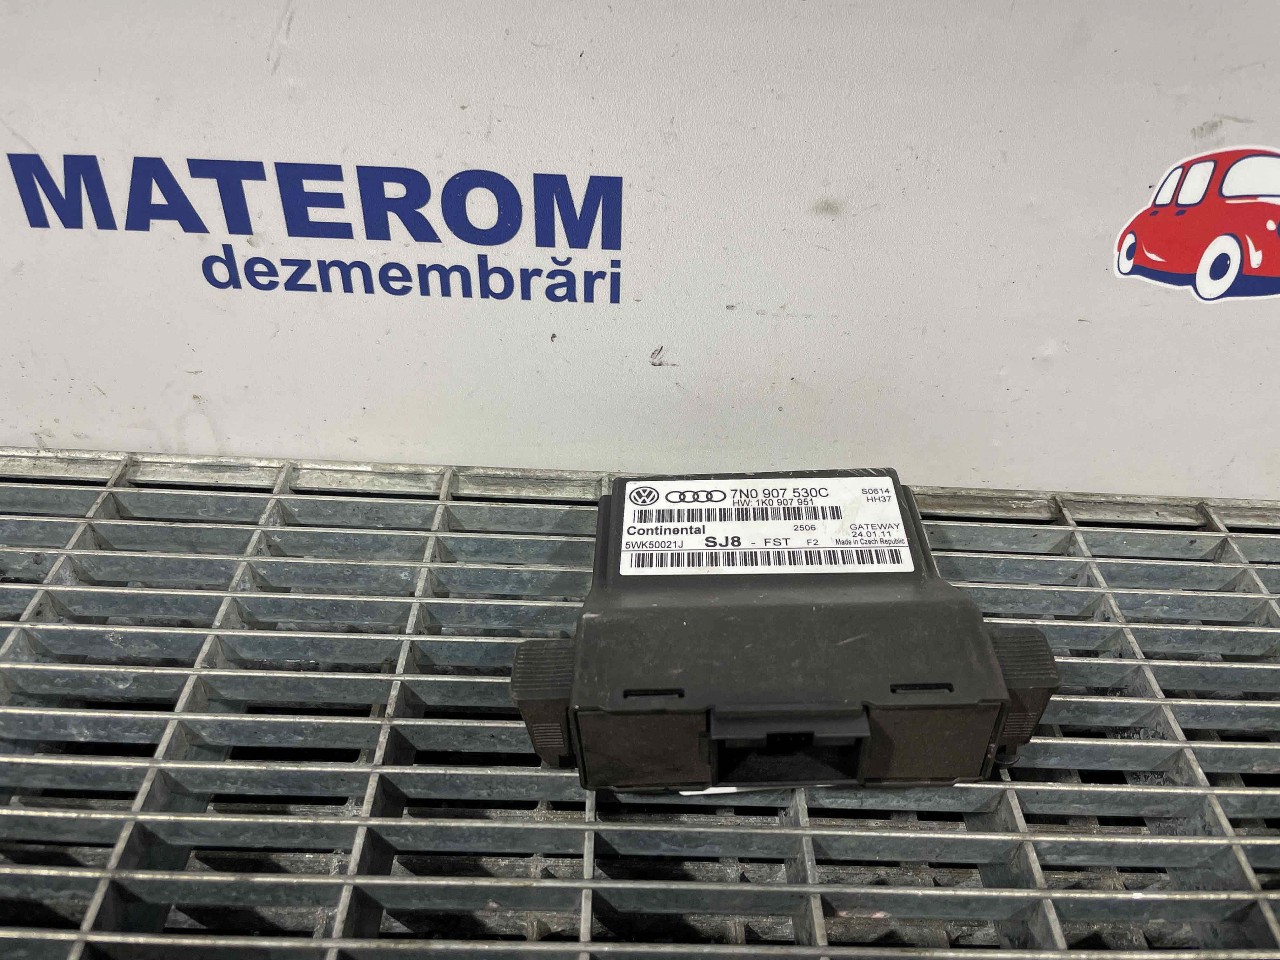 MATEROM
dezmembrări
7N0 907 530C
HW: 1K0 907 951
S0614
HH37
Continental
2506
GATEWAY
24.01.11
5WK50021J SJ8 - FST F2 Made in Czech Republic